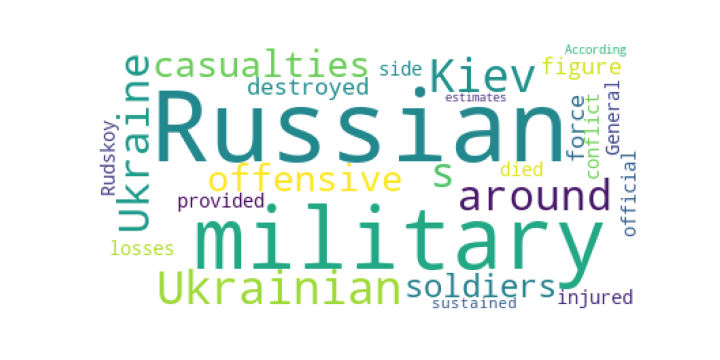 According
casualties side Kiev figure
destroyed
estimates
Ukraine
Russian
force
conflict
General
Rudskoy
offensive s died
provided around
official
losses military
Ukrainian soldiers injured
sustained